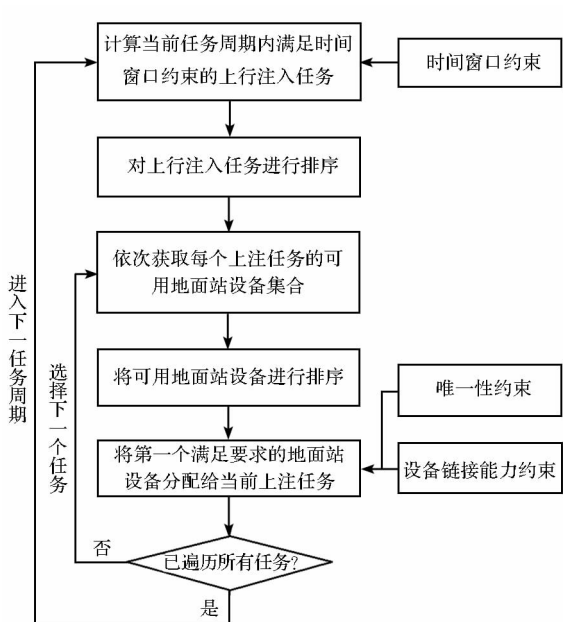 计算当前任务周期内满足时间
窗口约束的上行注入任务
时间窗口约束
对上行注入任务进行排序
依次获取每个上注任务的可
用地面站设备集合
将可用地面站设备进行排序
唯一性约束
将第一个满足要求的地面站
设备分配给当前上注任务
设备链接能力约束
已遍历所有任务?
否
是
选择下一个任务
进入下一任务周期